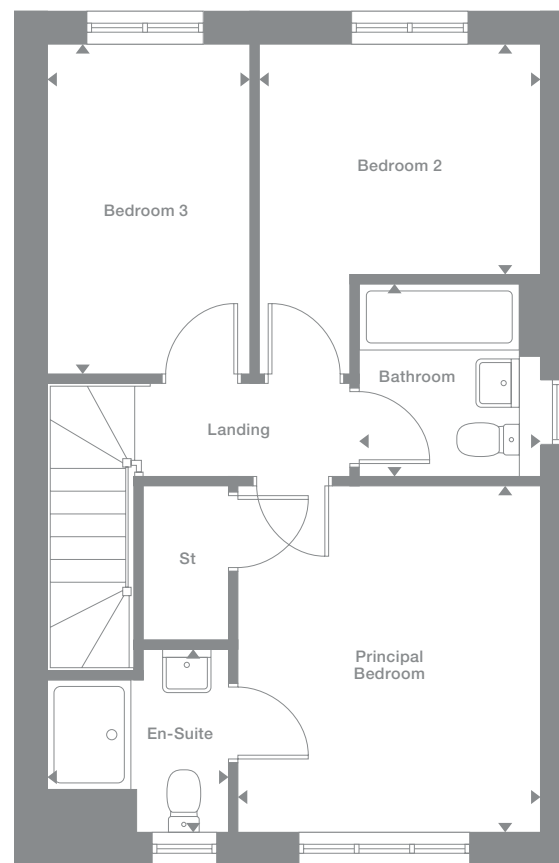 Bedroom 2
Bedroom 3
Bathroom
Landing
St
Principal
Bedroom
En-Suite